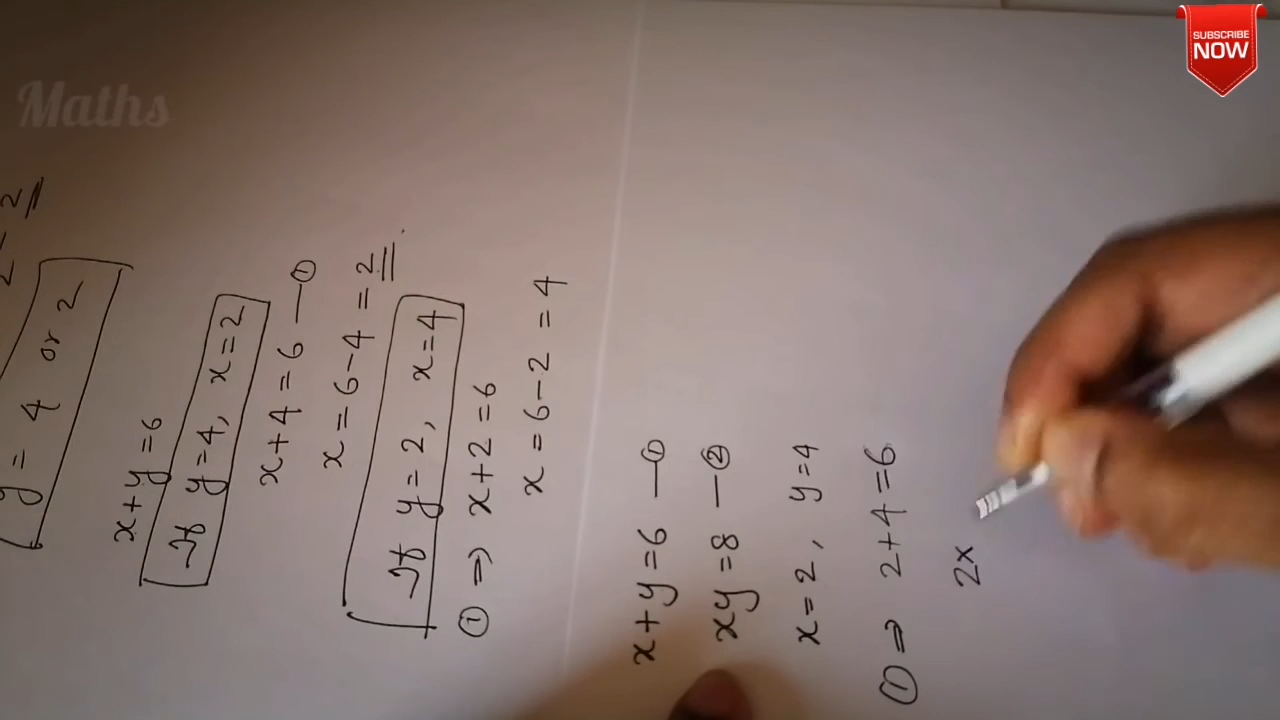 SUBSCRIBE
NOW
Maths
y = 4 or 2
x+y=6
If y=4, x=2
x+4=6 —①
x=6-4=2
If y=2, x=4
① ⇒ x+2=6
x=6-2=4
x+y=6 —①
xy=8 —②
x=2, y=4
① ⇒ 2+4=6
2×